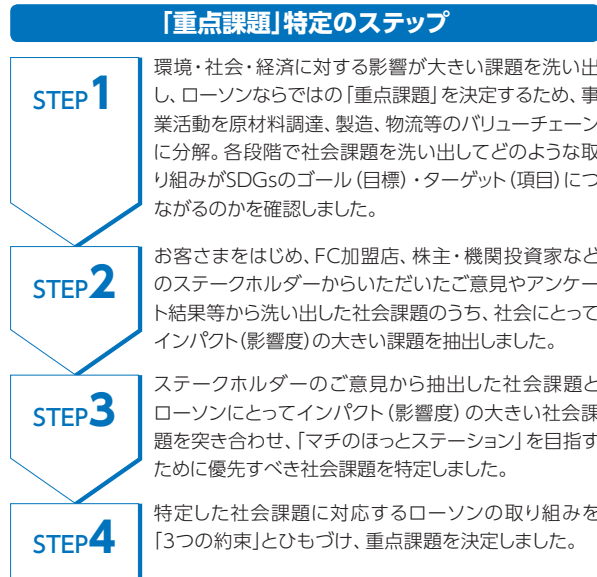 「重点課題」特定のステップ
STEP1
環境・社会・経済に対する影響が大きい課題を洗い出
し、ローソンならではの「重点課題」を決定するため、事
業活動を原材料調達、製造、物流等のバリューチェーン
に分解。各段階で社会課題を洗い出してどのような取
り組みがSDGsのゴール(目標)・ターゲット(項目)につ
ながるのかを確認しました。
STEP2
お客さまをはじめ、FC加盟店、株主・機関投資家など
のステークホルダーからいただいたご意見やアンケー
ト結果等から洗い出した社会課題のうち、社会にとって
インパクト(影響度)の大きい課題を抽出しました。
STEP3
ステークホルダーのご意見から抽出した社会課題と
ローソンにとってインパクト(影響度)の大きい社会課
題を突き合わせ、「マチのほっとステーション」を目指す
ために優先すべき社会課題を特定しました。
STEP4
特定した社会課題に対応するローソンの取り組みを
「3つの約束」とひもづけ、重点課題を決定しました。